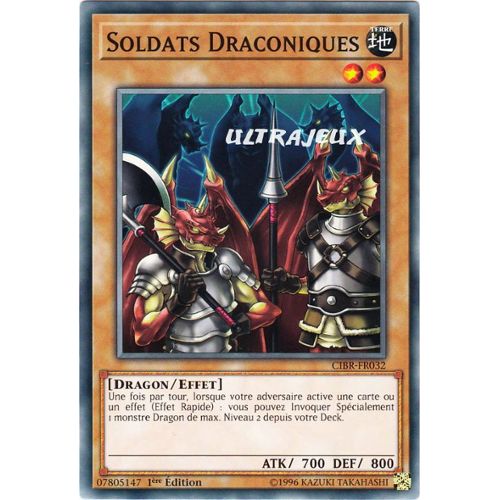 SOLDATS DRACONIQUES
TERRE
地
ULTRAJEUX
CIBR-FR032
[DRAGON/EFFET]
Une fois par tour, lorsque votre adversaire active une carte ou
un effet (Effet Rapide) : vous pouvez Invoquer Spécialement
1 monstre Dragon de max. Niveau 2 depuis votre Deck.
ATK/ 700 DEF/ 800
07805147 1ère Édition ©1996 KAZUKI TAKAHASHI